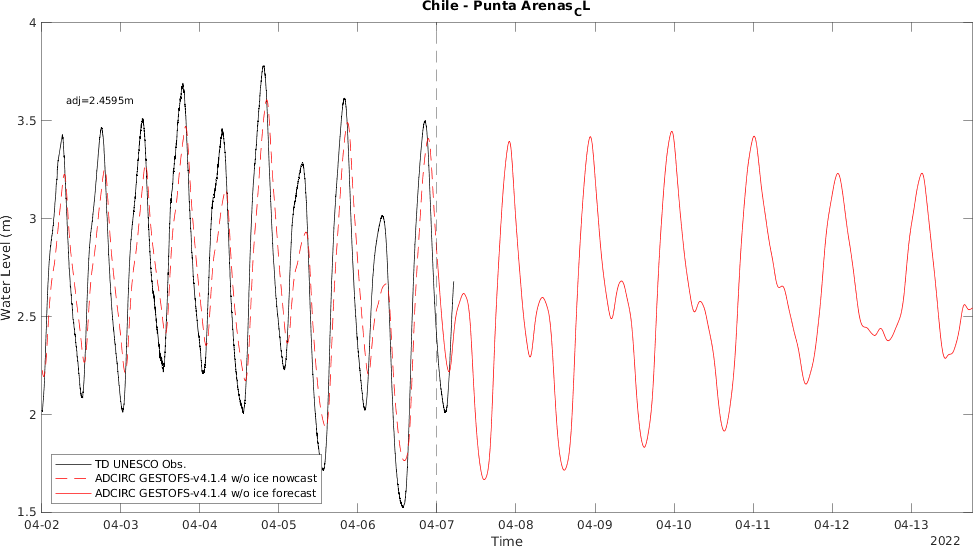 Chile - Punta Arenas_CL
4
adj=2.4595m
3.5
3
Water Level (m)
2.5
2
TD UNESCO Obs.
ADCIRC GESTOFS-v4.1.4 w/o ice nowcast
ADCIRC GESTOFS-v4.1.4 w/o ice forecast
1.5
04-02 04-03 04-04 04-05 04-06 04-07 04-08 04-09 04-10 04-11 04-12 04-13
Time
2022